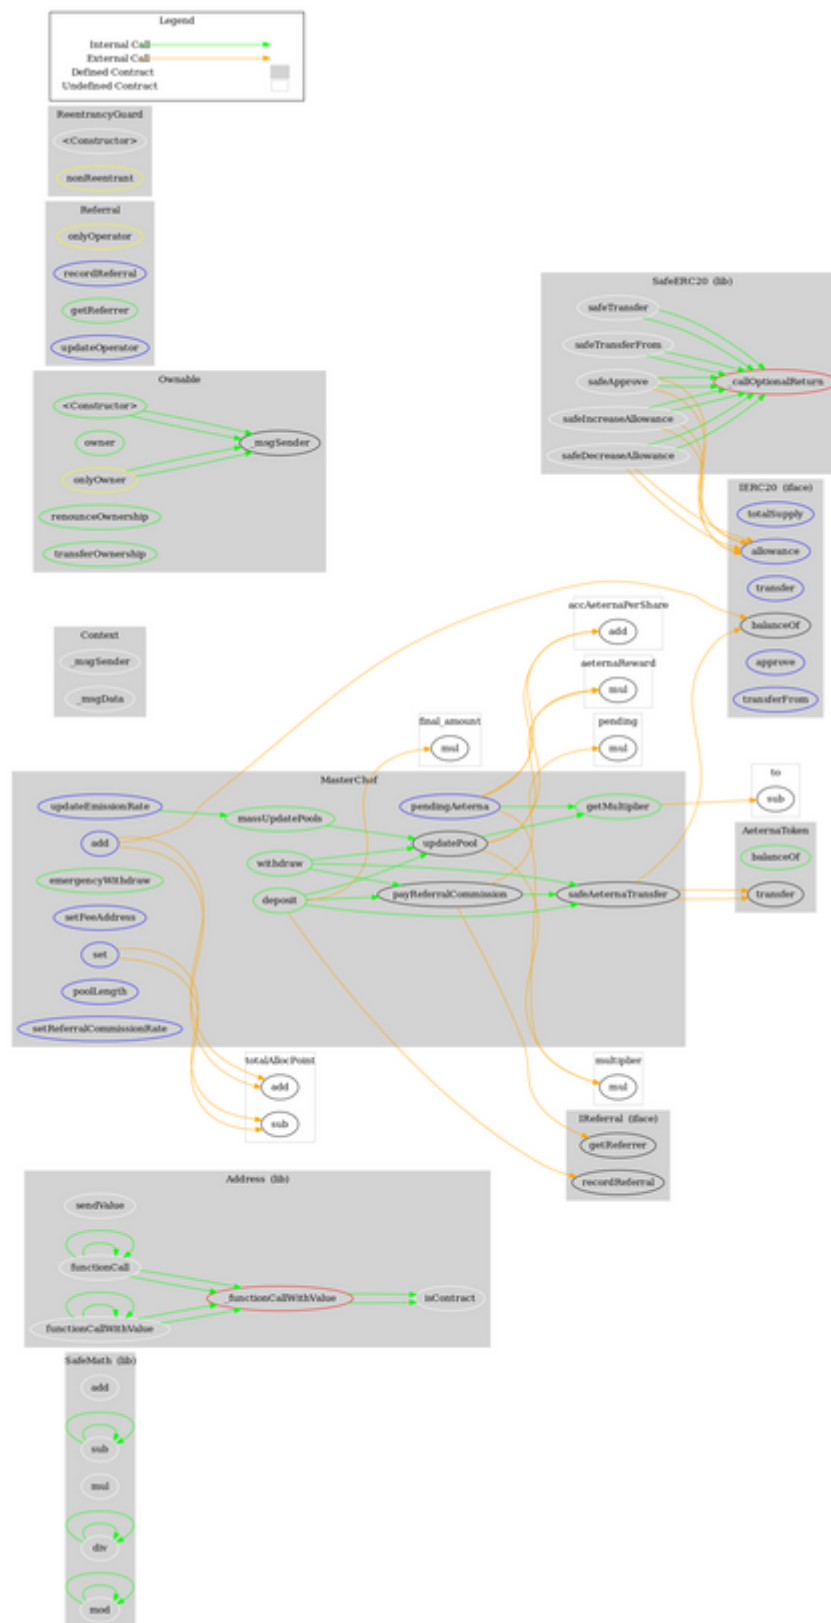 Legend
Internal Call
External Call
Defined Contract
Undefined Contract
ReentrancyGuard
<Constructor>
nonReentrant
Referral
onlyOperator
recordReferral
getReferrer
updateOperator
SafeERC20 (lib)
safeTransfer
safeTransferFrom
safeApprove
safeIncreaseAllowance
safeDecreaseAllowance
_callOptionalReturn
Ownable
<Constructor>
owner
onlyOwner
renounceOwnership
transferOwnership
_msgSender
IERC20 (iface)
totalSupply
allowance
transfer
balanceOf
approve
transferFrom
Context
_msgSender
_msgData
accAeternaPerShare
add
aeternaReward
mul
final_amount
mul
pending
mul
MasterChef
updateEmissionRate
add
emergencyWithdraw
setFeeAddress
set
poolLength
setReferralCommissionRate
massUpdatePools
withdraw
deposit
pendingAeterna
updatePool
payReferralCommission
getMultiplier
safeAeternaTransfer
to
sub
AeternaToken
balanceOf
transfer
totalAllocPoint
add
sub
multiplier
mul
IReferral (iface)
getReferrer
recordReferral
Address (lib)
sendValue
functionCall
functionCallWithValue
_functionCallWithValue
isContract
SafeMath (lib)
add
sub
mul
div
mod